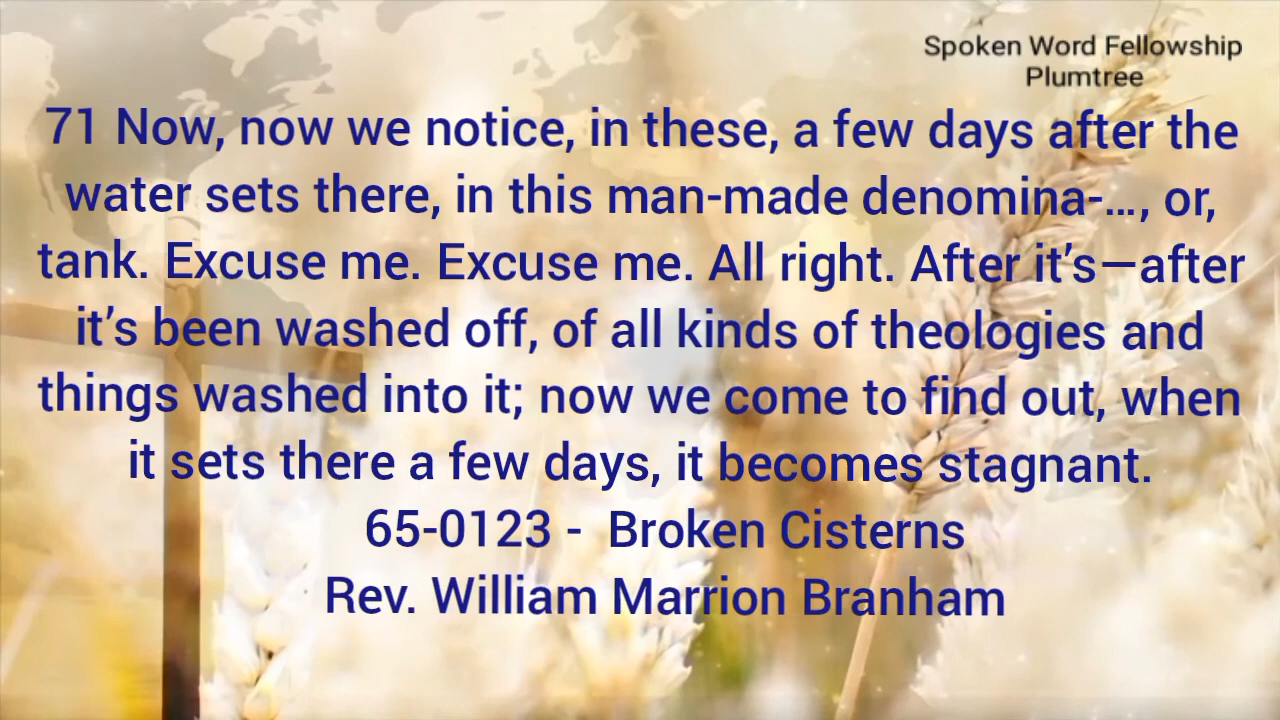 Spoken Word Fellowship
Plumtree
71 Now, now we notice, in these, a few days after the
water sets there, in this man-made denomina-…, or,
tank. Excuse me. Excuse me. All right. After it’s—after
it’s been washed off, of all kinds of theologies and
things washed into it; now we come to find out, when
it sets there a few days, it becomes stagnant.
65-0123 -  Broken Cisterns
Rev. William Marrion Branham